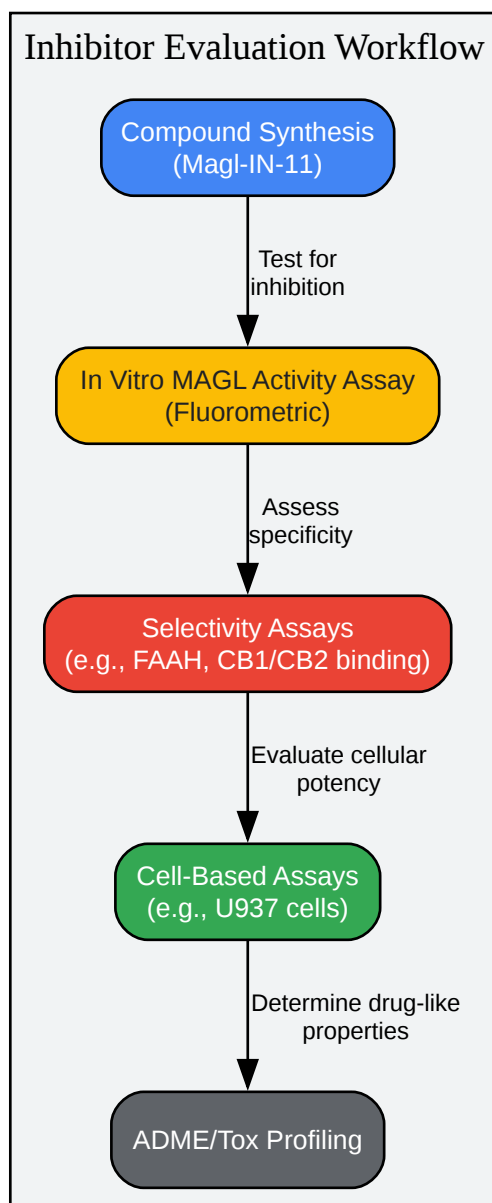 Inhibitor Evaluation Workflow
Compound Synthesis
(Magl-IN-11)
Test for
inhibition
In Vitro MAGL Activity Assay
(Fluorometric)
Assess
specificity
Selectivity Assays
(e.g., FAAH, CB1/CB2 binding)
Evaluate cellular
potency
Cell-Based Assays
(e.g., U937 cells)
Determine drug-like
properties
ADME/Tox Profiling